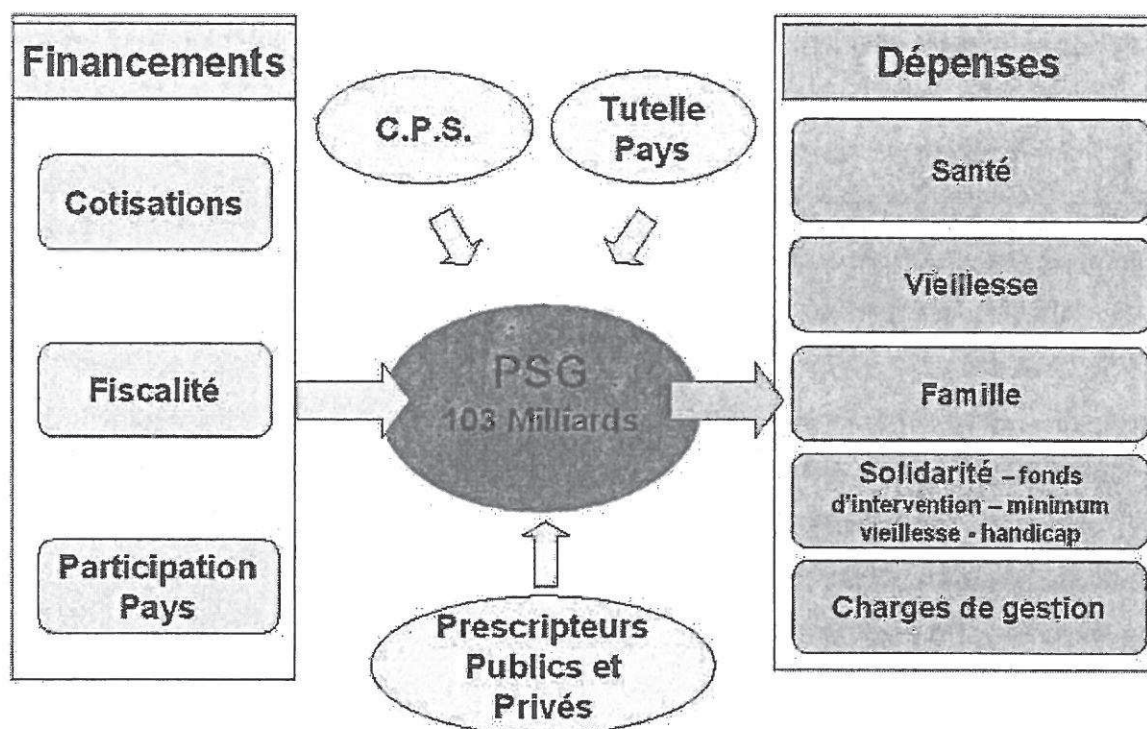 Financements
Cotisations
Fiscalité
Participation
Pays
C.P.S.
Tutelle
Pays
PSG
103 Milliards
Prescripteurs
Publics et
Privés
Dépenses
Santé
Vieillesse
Famille
Solidarité – fonds
d'intervention – minimum
vieillesse - handicap
Charges de gestion